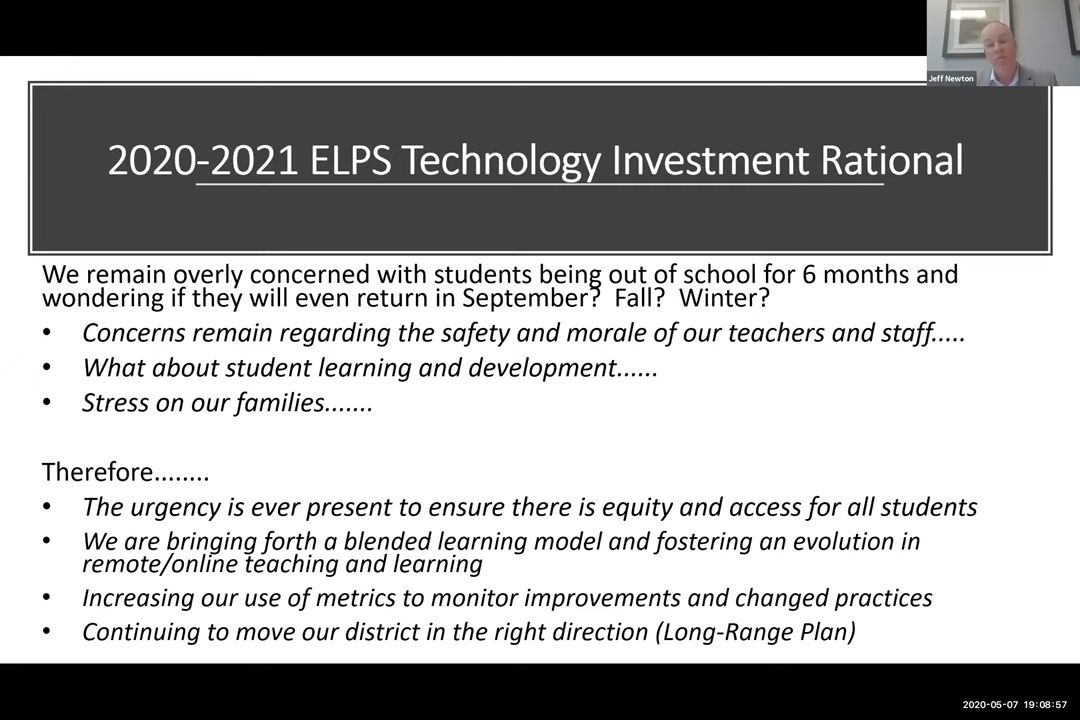 Jeff Newton
2020-2021 ELPS Technology Investment Rational
We remain overly concerned with students being out of school for 6 months and
wondering if they will even return in September? Fall? Winter?
• Concerns remain regarding the safety and morale of our teachers and staff.....
• What about student learning and development......
• Stress on our families.......
Therefore........
• The urgency is ever present to ensure there is equity and access for all students
• We are bringing forth a blended learning model and fostering an evolution in
remote/online teaching and learning
• Increasing our use of metrics to monitor improvements and changed practices
• Continuing to move our district in the right direction (Long-Range Plan)
2020-05-07 19:08:57